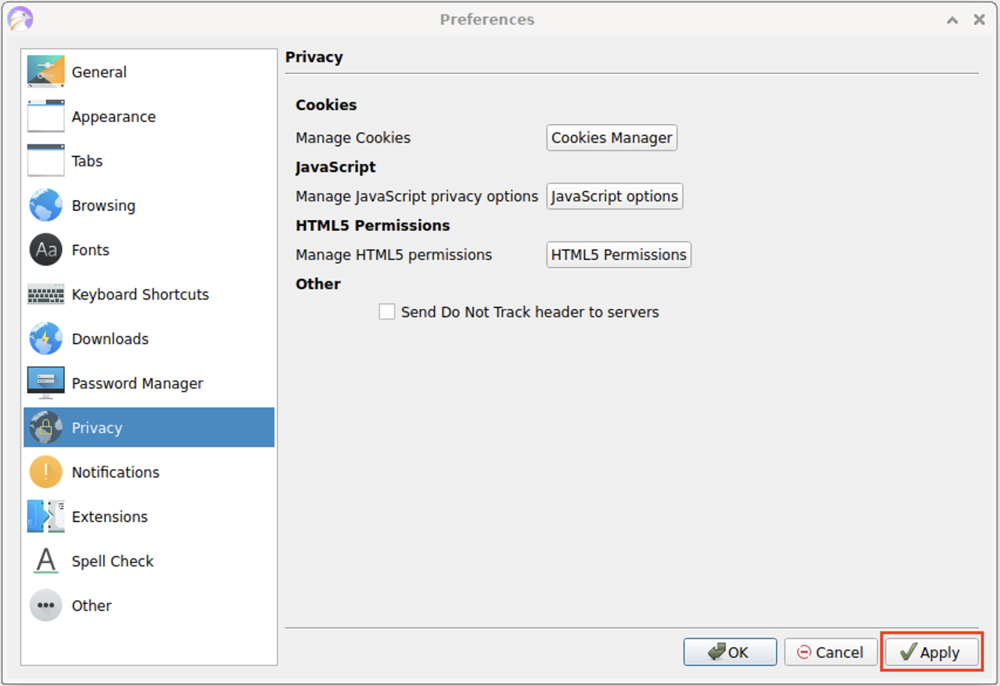 Preferences
General
Appearance
Tabs
Browsing
Aa Fonts
Keyboard Shortcuts
Downloads
Password Manager
Privacy
Notifications
Extensions
A Spell Check
Other
Privacy
Cookies
Manage Cookies Cookies Manager
JavaScript
Manage JavaScript privacy options JavaScript options
HTML5 Permissions
Manage HTML5 permissions HTML5 Permissions
Other
Send Do Not Track header to servers
OK Cancel Apply